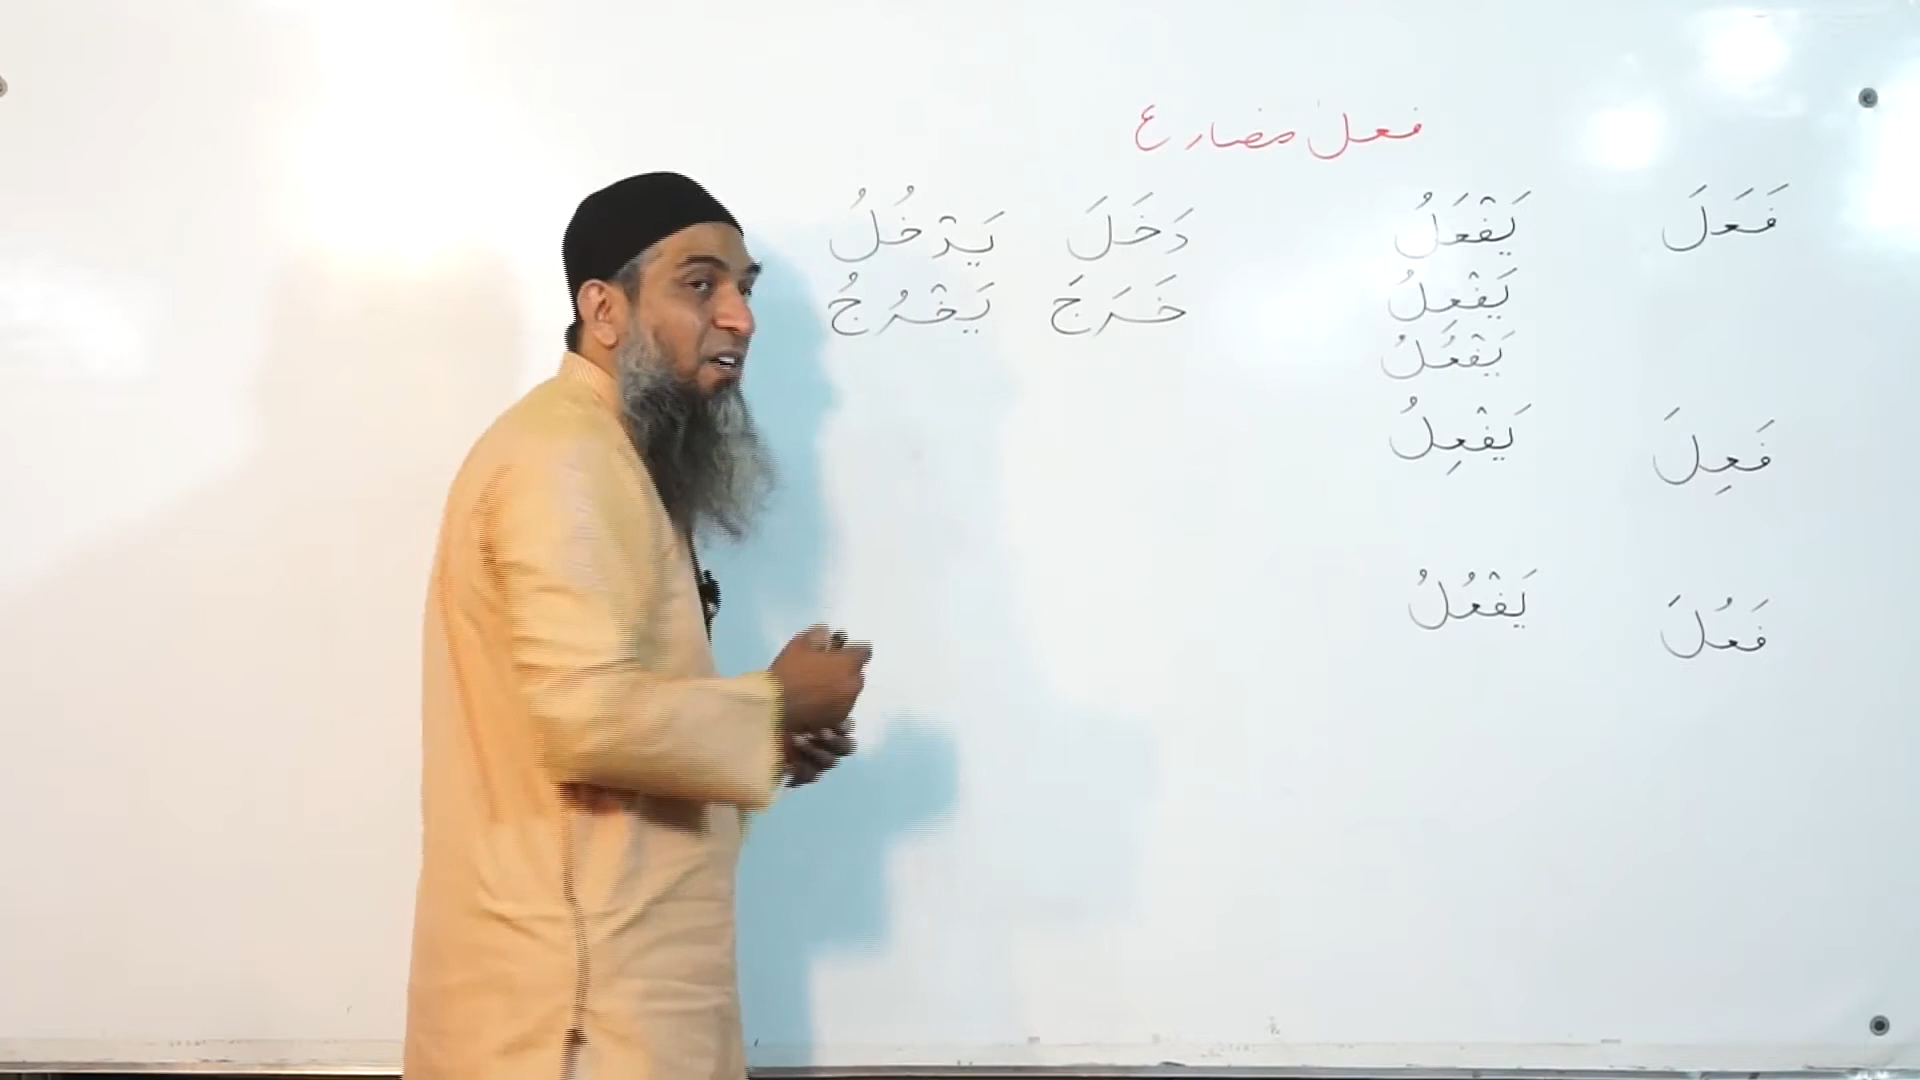 فعل مضارع
فَعَلَ يَفْعَلُ دَخَلَ يَدْخُلُ
يَفْعِلُ خَرَجَ يَخْرُجُ
يَفْعُلُ
فَعِلَ يَفْعِلُ
فَعُلَ يَفْعُلُ